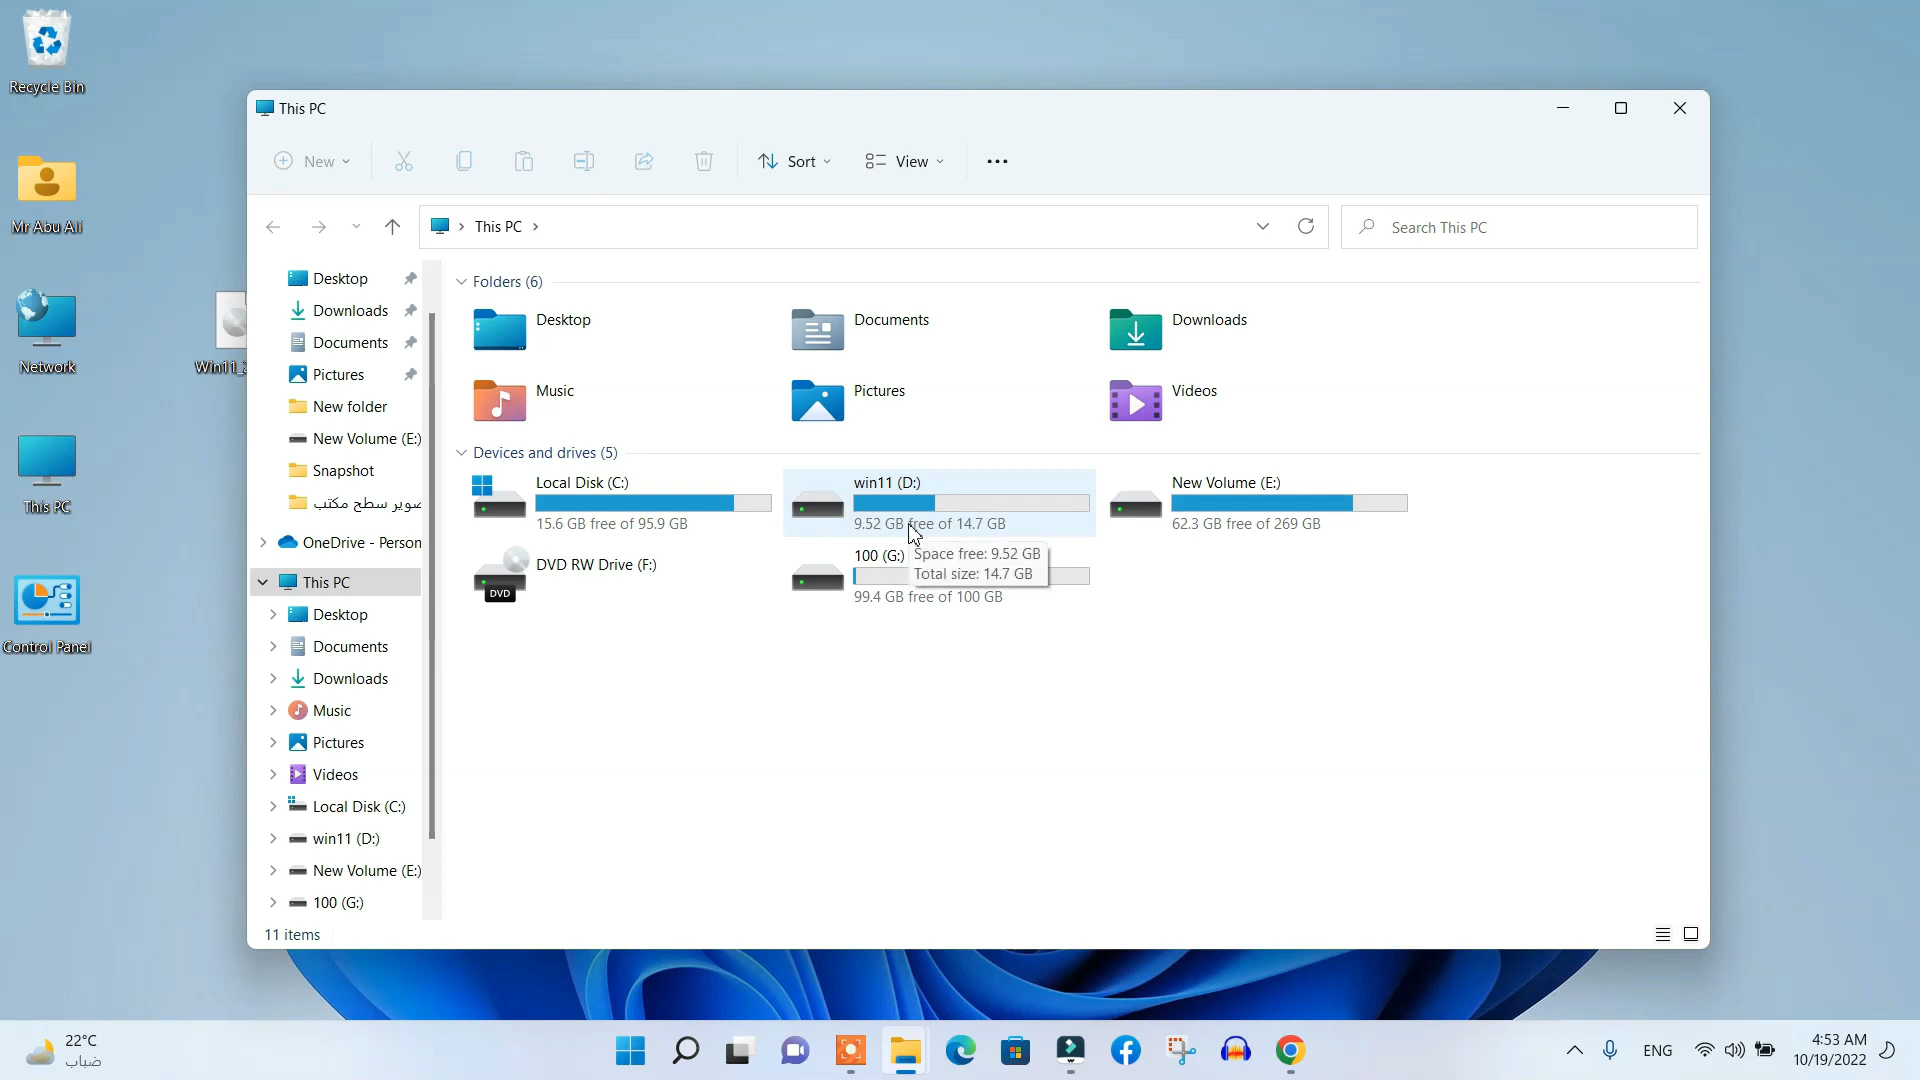 Recycle Bin
Mr Abu Ali
Network
Win11_2
This PC
Control Panel
This PC
New
Sort
View
This PC
Search This PC
Desktop
Downloads
Documents
Pictures
New folder
New Volume (E:)
Snapshot
صوير سطح مكتب
OneDrive - Person
This PC
Desktop
Documents
Downloads
Music
Pictures
Videos
Local Disk (C:)
win11 (D:)
New Volume (E:)
100 (G:)
Folders (6)
Desktop
Documents
Downloads
Music
Pictures
Videos
Devices and drives (5)
Local Disk (C:)
15.6 GB free of 95.9 GB
win11 (D:)
9.52 GB free of 14.7 GB
New Volume (E:)
62.3 GB free of 269 GB
DVD RW Drive (F:)
DVD
100 (G:)
99.4 GB free of 100 GB
Space free: 9.52 GB
Total size: 14.7 GB
11 items
22°C
ضباب
ENG
4:53 AM
10/19/2022